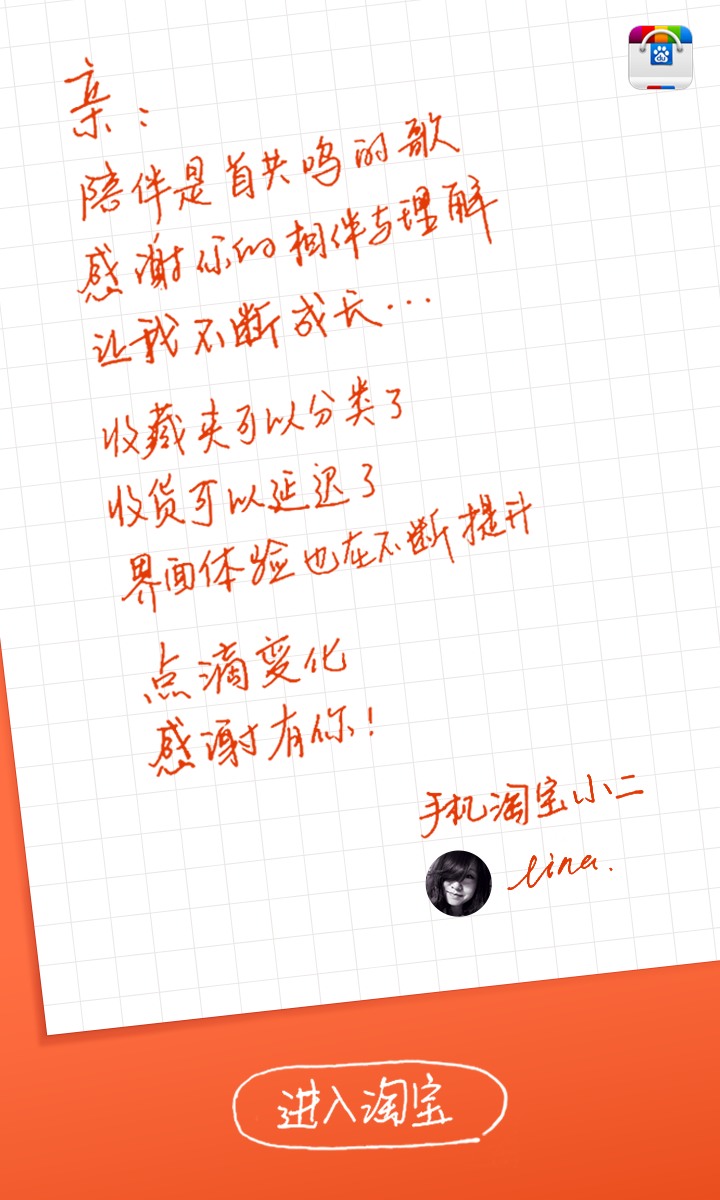 亲：
陪伴是首共鸣的歌
感谢你的相伴与理解
让我不断成长...
收藏夹可以分类了
收货可以延迟了
界面体验也在不断提升
点滴变化
感谢有你！
手机淘宝小二
lina.
进入淘宝